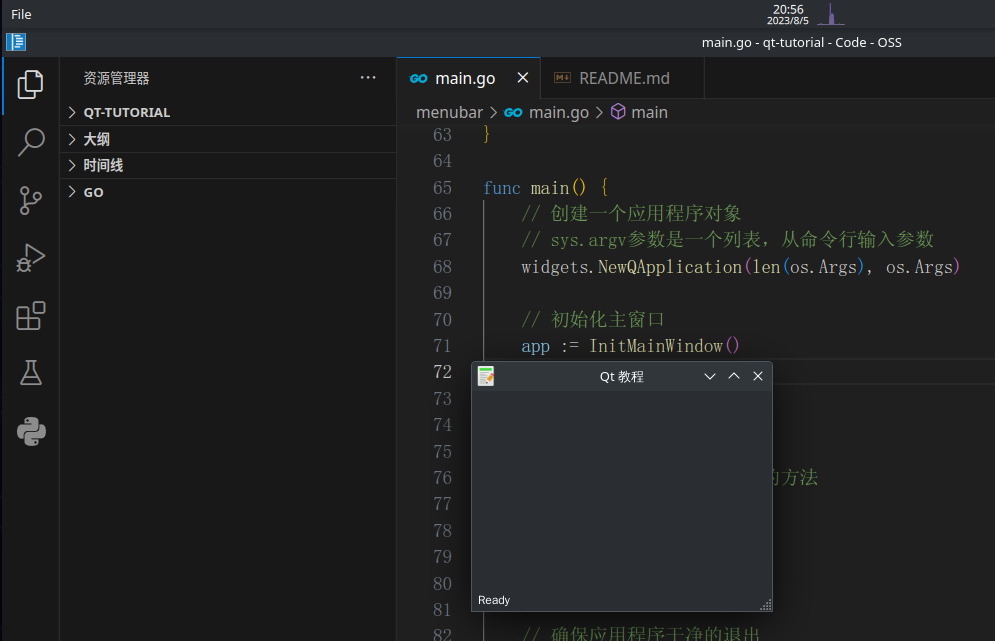 File
20:56
2023/8/5
main.go - qt-tutorial - Code - OSS
资源管理器
QT-TUTORIAL
大纲
时间线
GO
GO main.go
README.md
menubar > GO main.go > main
63 }
64
65 func main() {
66 // 创建一个应用程序对象
67 // sys.argv参数是一个列表，从命令行输入参数
68 widgets.NewQApplication(len(os.Args), os.Args)
69
70 // 初始化主窗口
71 app := InitMainWindow()
72
73
74
75
76 方法
77
78
79
80
81
82 // 确保应用程序干净的退出
Qt 教程
Ready